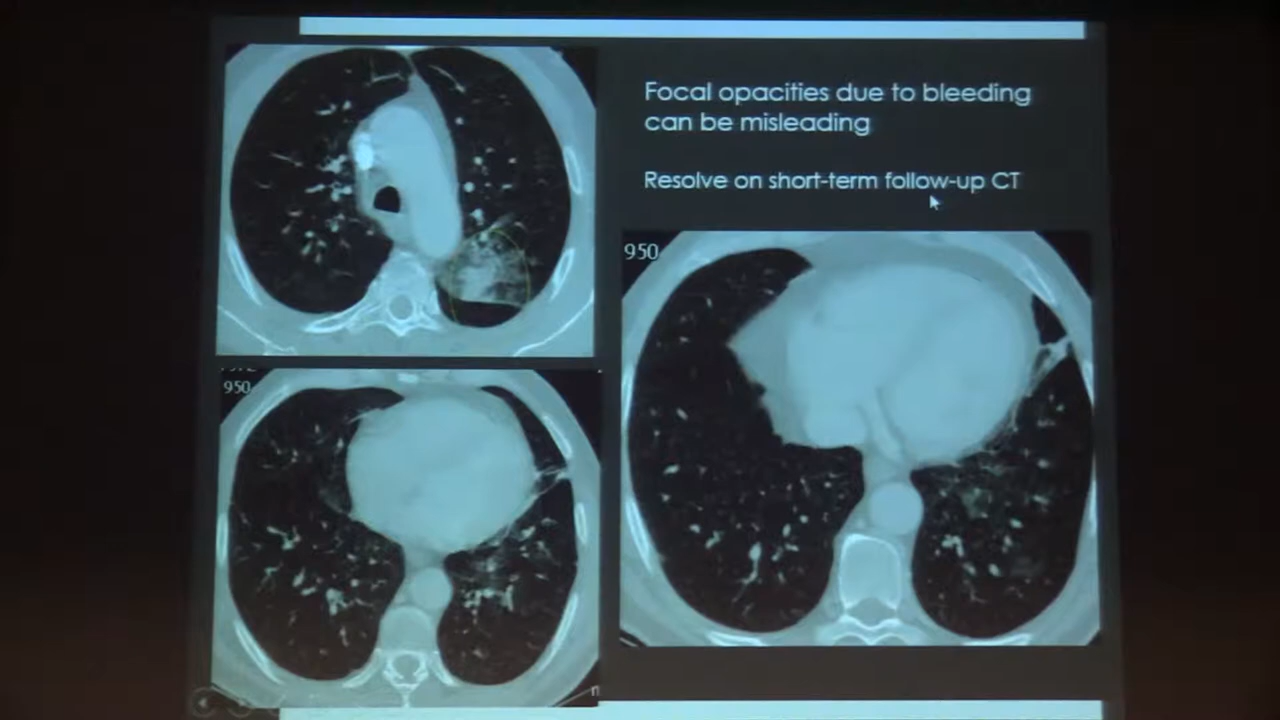 Focal opacities due to bleeding
can be misleading
Resolve on short-term follow-up CT
950
950